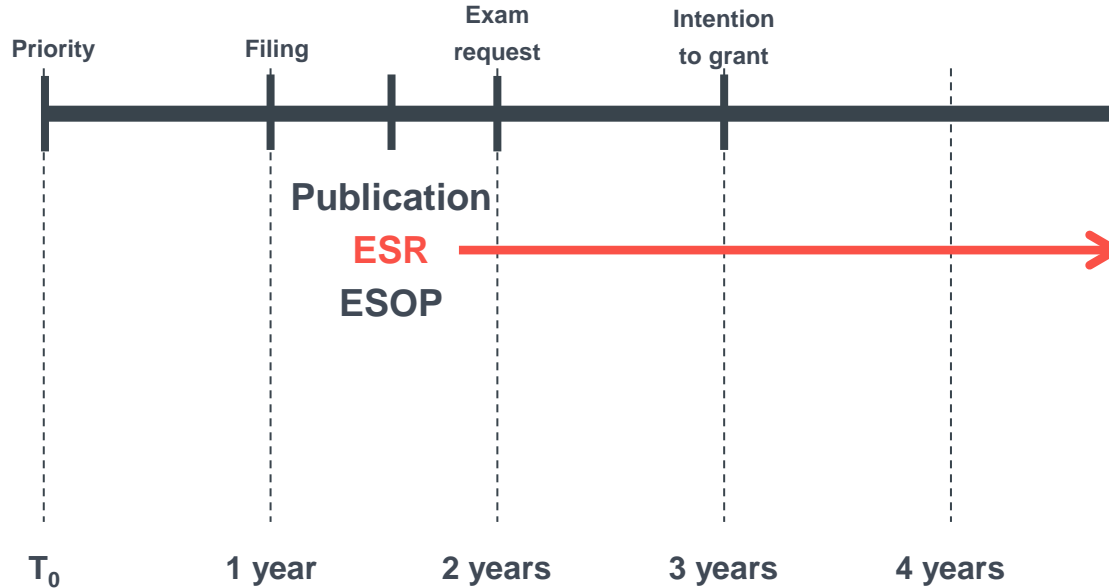 Priority
Filing
Exam
request
Intention
to grant
Publication
ESR
ESOP
T₀
1 year
2 years
3 years
4 years